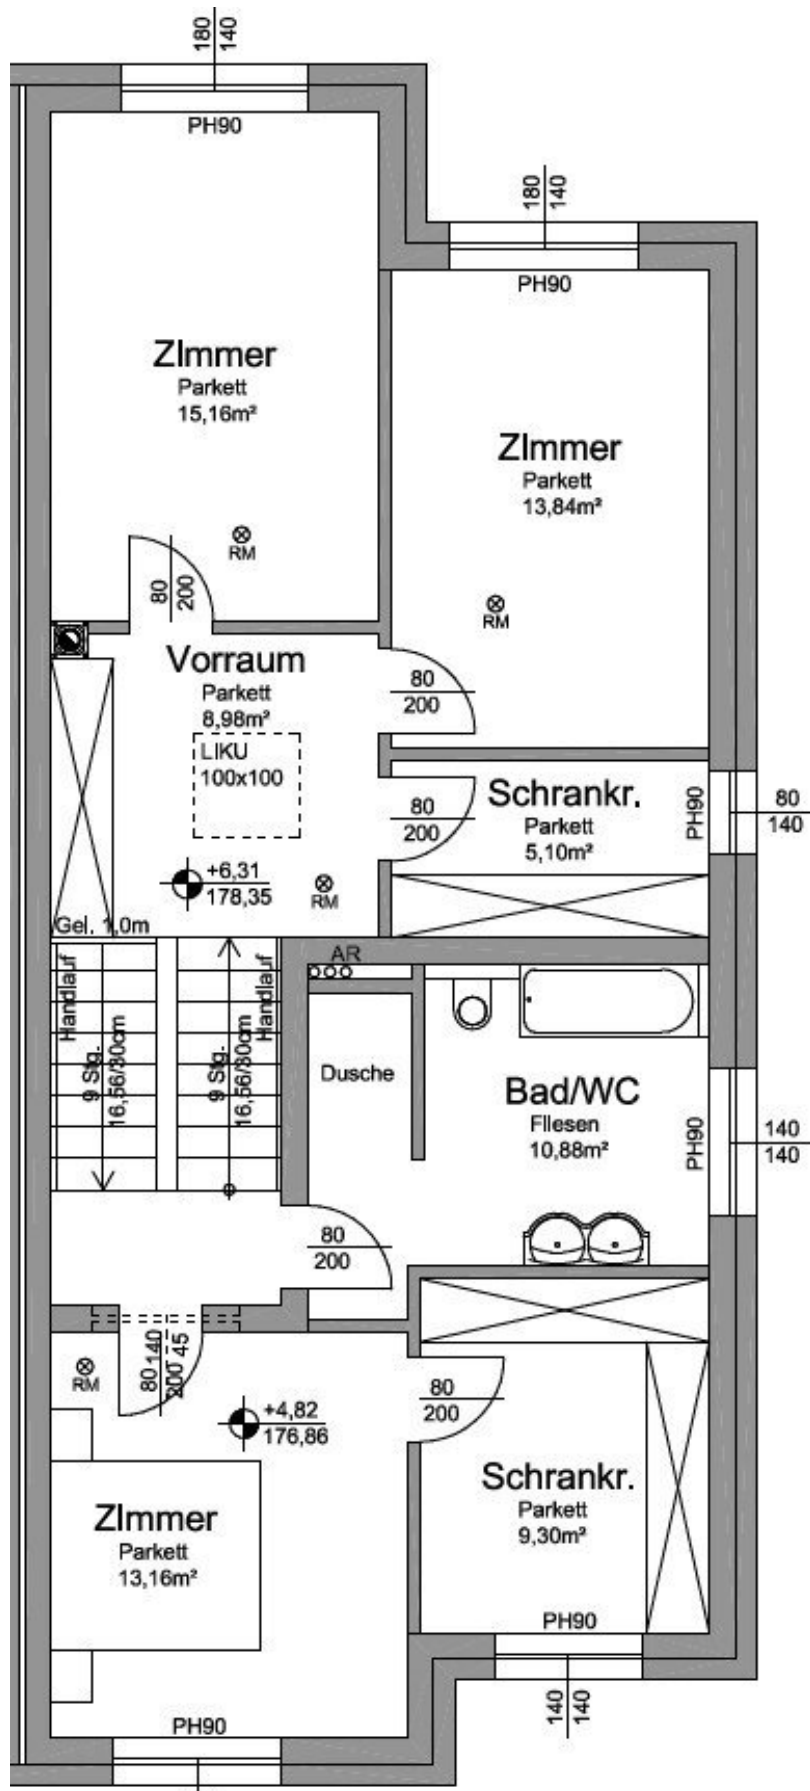 180
140
PH90
180
140
PH90
Zimmer
Parkett
15,16m²
Zimmer
Parkett
13,84m²
RM
80
200
RM
Vorraum
Parkett
8,98m²
LIKU
100x100
80
200
80
200
Schrankr.
Parkett
5,10m²
PH90
80
140
+6,31
178,35
RM
Gel. 1,0m
AR
Handlauf
9 Stg.
16,56/30cm
9 Stg.
16,56/30cm
Handlauf
Dusche
Bad/WC
Fliesen
10,88m²
PH90
140
140
80
200
80
200
140
45
RM
80
200
+4,82
176,86
Zimmer
Parkett
13,16m²
Schrankr.
Parkett
9,30m²
PH90
140
140
PH90